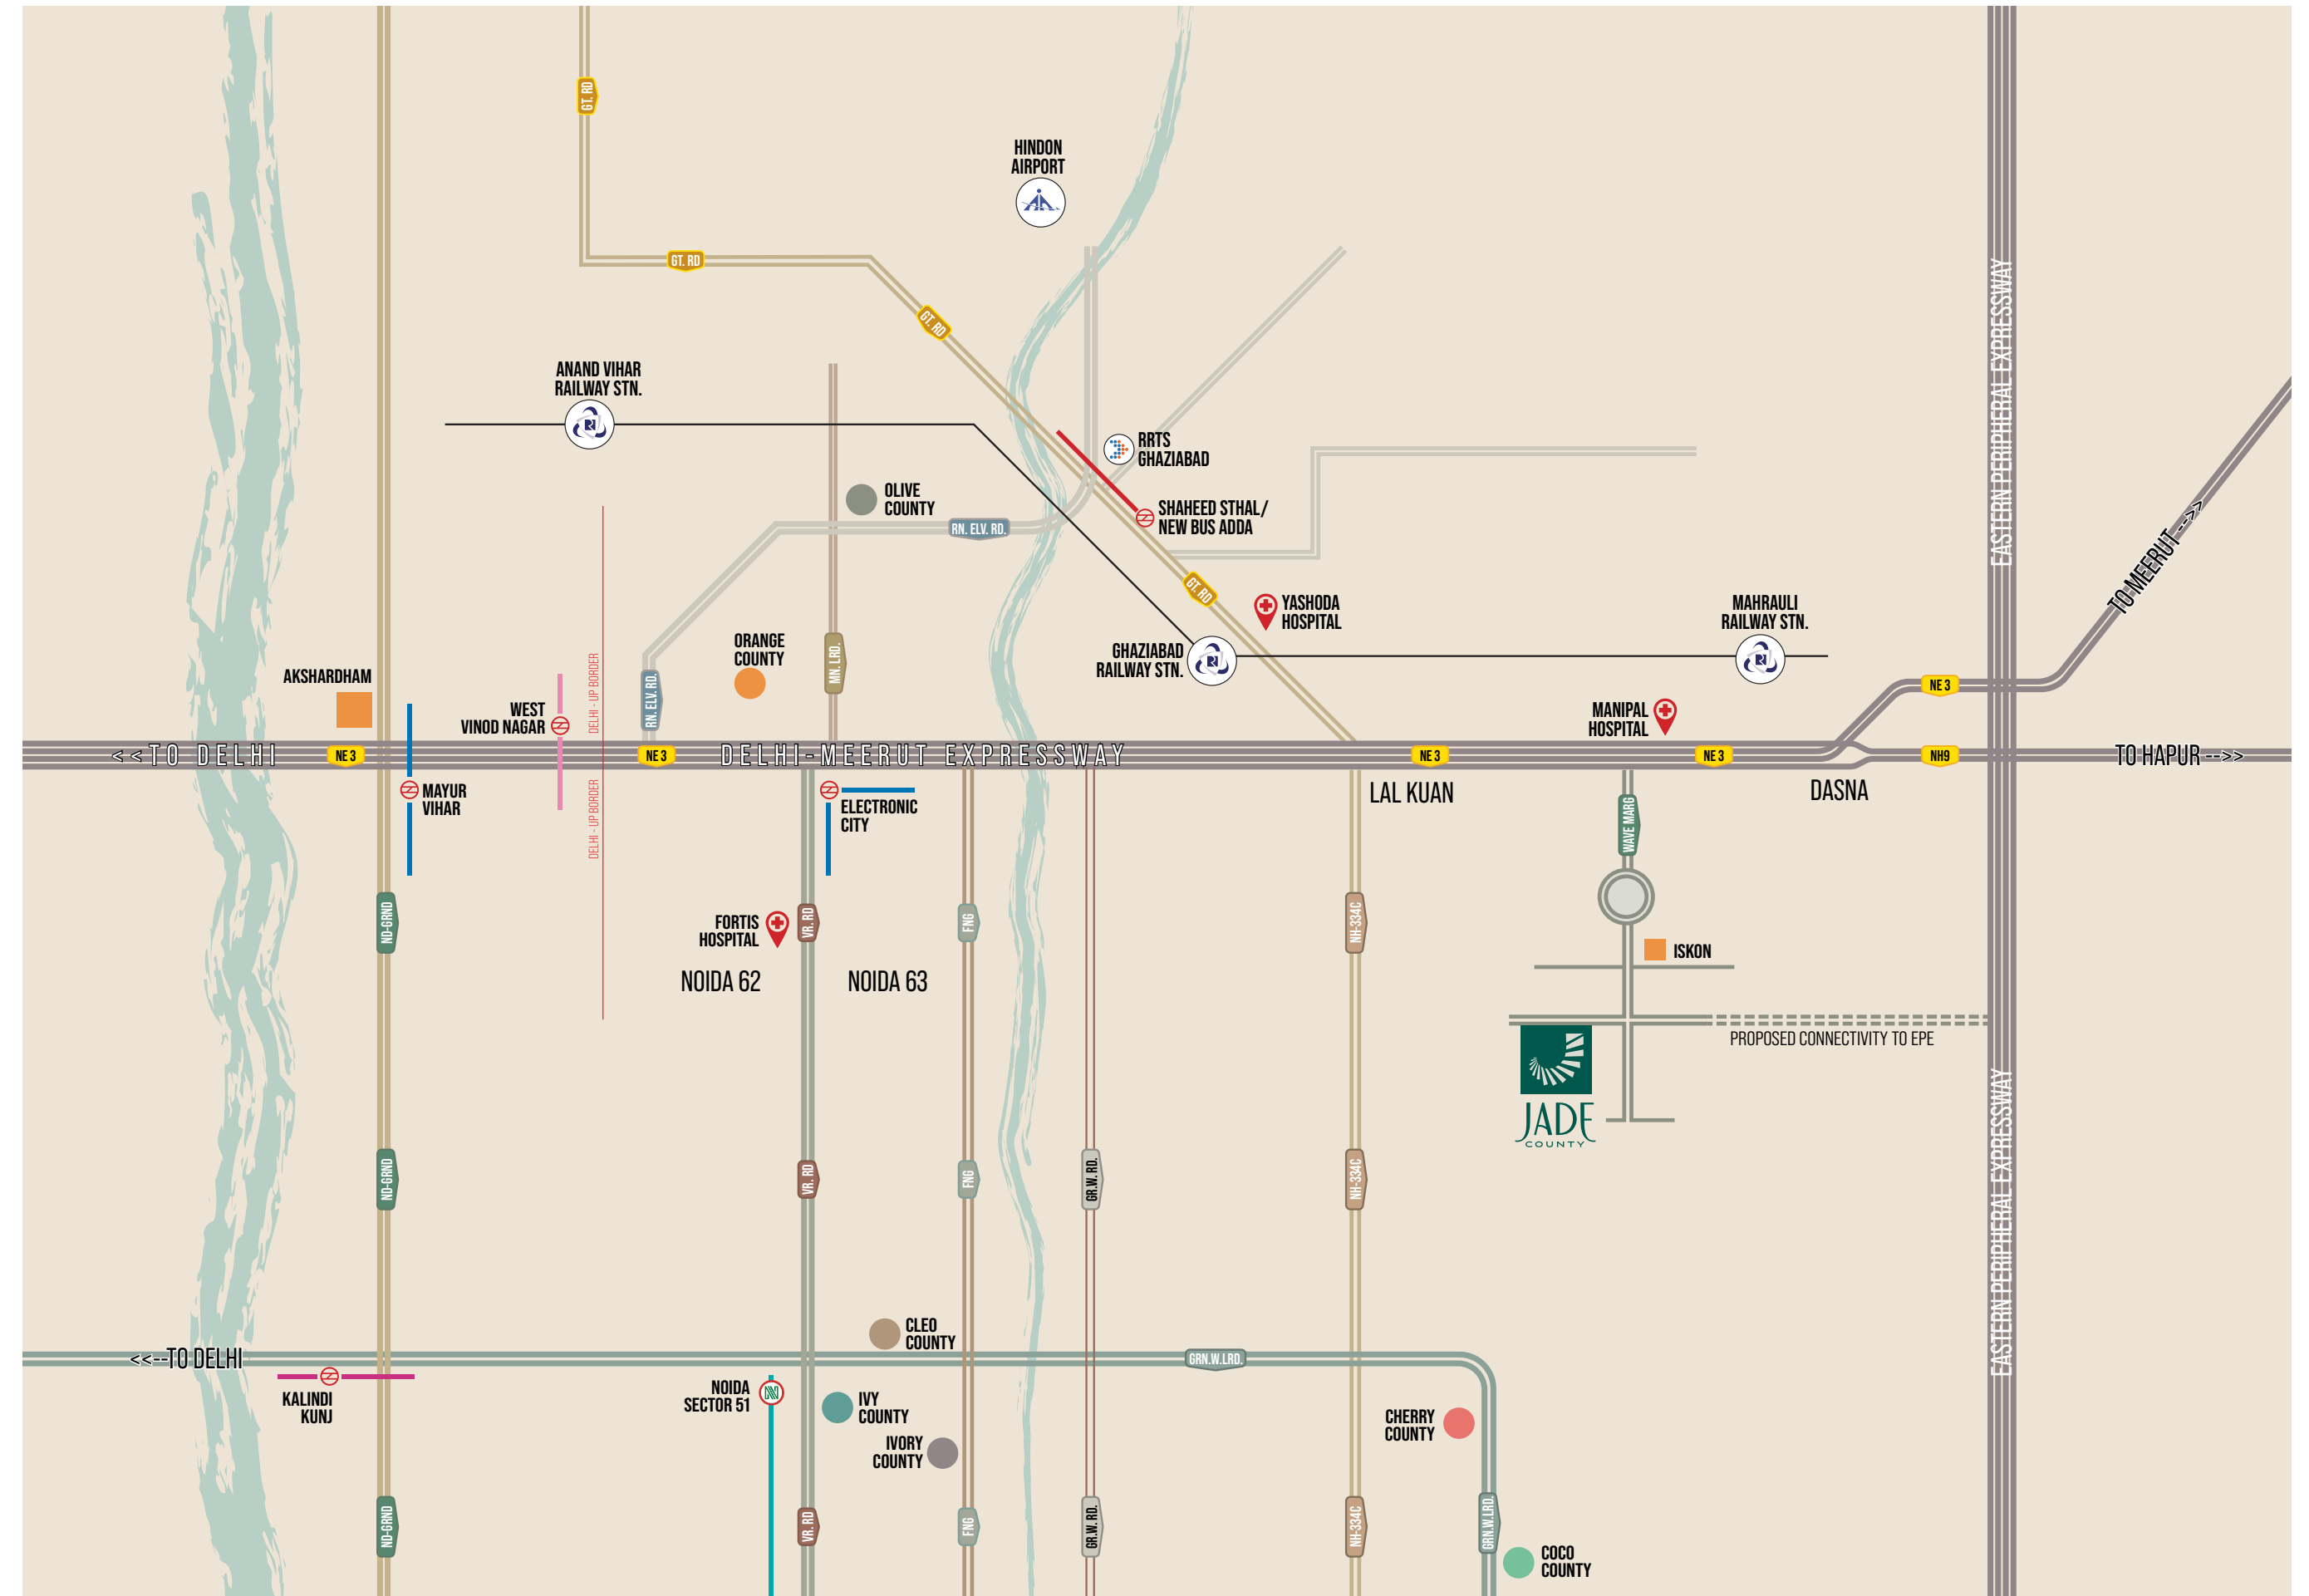 GT. RD
HINDON
AIRPORT
GT. RD
GT. RD
EASTERN PERIPHERAL EXPRESSWAY
ANAND VIHAR
RAILWAY STN.
RRTS
GHAZIABAD
OLIVE
COUNTY
RN. ELV. RD.
SHAHEED STHAL/
NEW BUS ADDA
TO MEERUT -->>
GT. RD
YASHODA
HOSPITAL
MAHRAULI
RAILWAY STN.
ORANGE
COUNTY
MN. LRD.
GHAZIABAD
RAILWAY STN.
AKSHARDHAM
DELHI - UP BORDER
RN. ELV. RD.
NE 3
WEST
VINOD NAGAR
MANIPAL
HOSPITAL
<<TO DELHI
NE 3
NE 3
DELHI-MEERUT EXPRESSWAY
NE 3
NE 3
NH9
TO HAPUR -->>
MAYUR
VIHAR
DELHI - UP BORDER
ELECTRONIC
CITY
LAL KUAN
DASNA
WAVE MARG
ND-GRND
FORTIS
HOSPITAL
VR. RD
FNG
NH-334C
ISKON
NOIDA 62
NOIDA 63
PROPOSED CONNECTIVITY TO EPE
JADE
COUNTY
ND-GRND
VR. RD
FNG
GR.W. RD.
NH-334C
EASTERN PERIPHERAL EXPRESSWAY
CLEO
COUNTY
<<--TO DELHI
GRN.W.LRD.
KALINDI
KUNJ
NOIDA
SECTOR 51
IVY
COUNTY
CHERRY
COUNTY
IVORY
COUNTY
ND-GRND
VR. RD
FNG
GR.W. RD.
NH-334C
GRN.W.LRD.
COCO
COUNTY